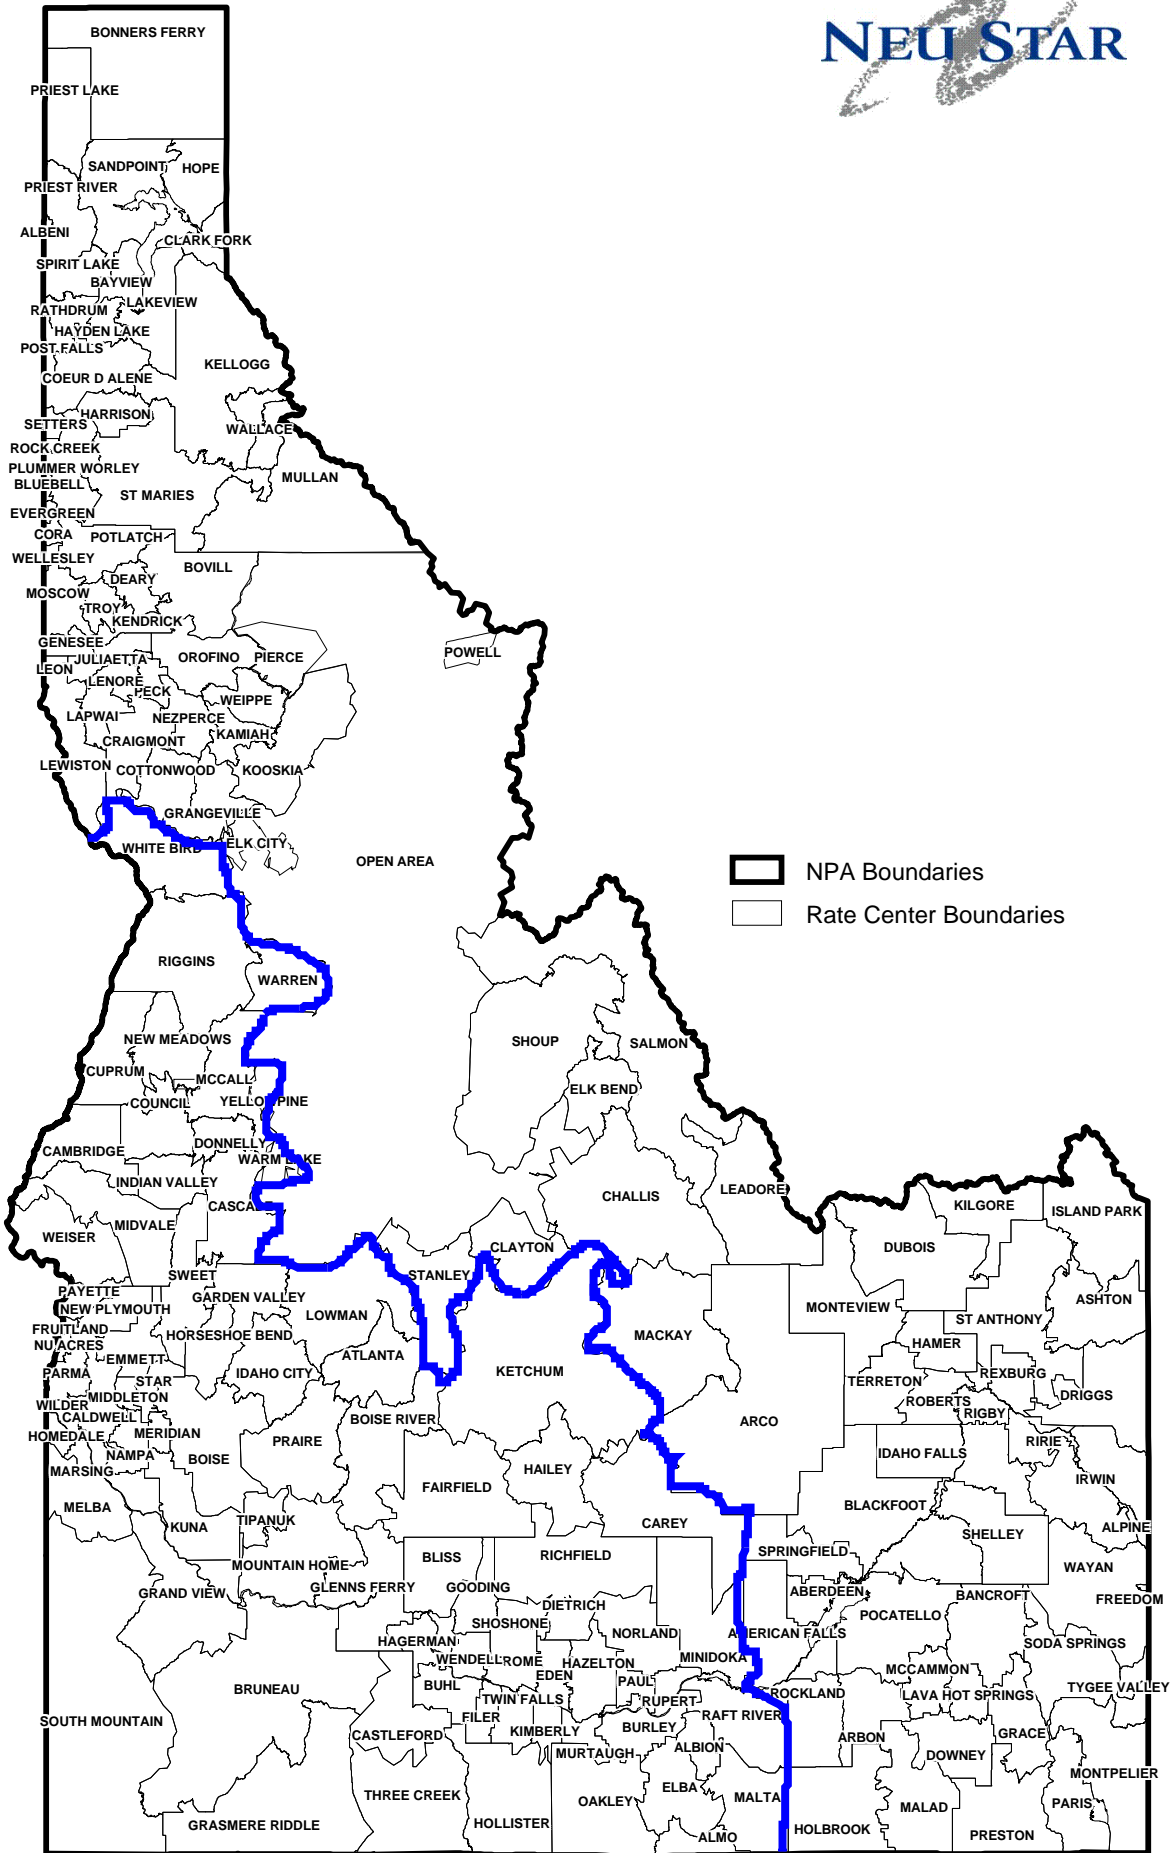 NEUSTAR
BONNERS FERRY
PRIEST LAKE
SANDPOINT
HOPE
PRIEST RIVER
ALBENI
CLARK FORK
SPIRIT LAKE
BAYVIEW
LAKEVIEW
RATHDRUM
HAYDEN LAKE
POST FALLS
KELLOGG
COEUR D ALENE
HARRISON
SETTERS
WALLACE
ROCK CREEK
PLUMMER WORLEY
MULLAN
BLUEBELL
ST MARIES
EVERGREEN
CORA
POTLATCH
WELLESLEY
BOVILL
DEARY
MOSCOW
TROY
KENDRICK
GENESEE
POWELL
JULIAETTA
OROFINO
PIERCE
LEON
LENORE
PECK
WEIPPE
LAPWAI
NEZPERCE
KAMIAH
CRAIGMONT
LEWISTON
COTTONWOOD
KOOSKIA
GRANGEVILLE
ELK CITY
WHITE BIRD
OPEN AREA
NPA Boundaries
Rate Center Boundaries
RIGGINS
WARREN
NEW MEADOWS
SHOUP
SALMON
CUPRUM
MCCALL
ELK BEND
COUNCIL
YELLOW PINE
DONNELLY
CAMBRIDGE
WARM LAKE
INDIAN VALLEY
LEADORE
CHALLIS
CASCADE
KILGORE
ISLAND PARK
MIDVALE
WEISER
CLAYTON
DUBOIS
SWEET
STANLEY
PAYETTE
GARDEN VALLEY
ASHTON
NEW PLYMOUTH
LOWMAN
MONTEVIEW
ST ANTHONY
FRUITLAND
HORSESHOE BEND
MACKAY
NU ACRES
HAMER
EMMETT
ATLANTA
PARMA
IDAHO CITY
KETCHUM
REXBURG
STAR
TERRETON
MIDDLETON
DRIGGS
WILDER
ROBERTS
CALDWELL
BOISE RIVER
ARCO
RIGBY
HOMEDALE
MERIDIAN
PRAIRE
RIRIE
NAMPA
BOISE
IDAHO FALLS
MARSING
HAILEY
IRWIN
FAIRFIELD
MELBA
BLACKFOOT
TIPANUK
KUNA
CAREY
ALPINE
SHELLEY
SPRINGFIELD
BLISS
RICHFIELD
MOUNTAIN HOME
WAYAN
GLENNS FERRY
GOODING
GRAND VIEW
ABERDEEN
BANCROFT
FREEDOM
DIETRICH
POCATELLO
SHOSHONE
NORLAND
AMERICAN FALLS
HAGERMAN
SODA SPRINGS
WENDELL
JEROME
HAZELTON
MINIDOKA
MCCAMMON
EDEN
BUHL
PAUL
TYGEE VALLEY
BRUNEAU
ROCKLAND
LAVA HOT SPRINGS
TWIN FALLS
RUPERT
FILER
RAFT RIVER
SOUTH MOUNTAIN
CASTLEFORD
KIMBERLY
BURLEY
GRACE
ARBON
ALBION
MURTAUGH
DOWNEY
MONTPELIER
ELBA
THREE CREEK
MALTA
OAKLEY
PARIS
MALAD
HOLLISTER
GRASMERE RIDDLE
HOLBROOK
PRESTON
ALMO